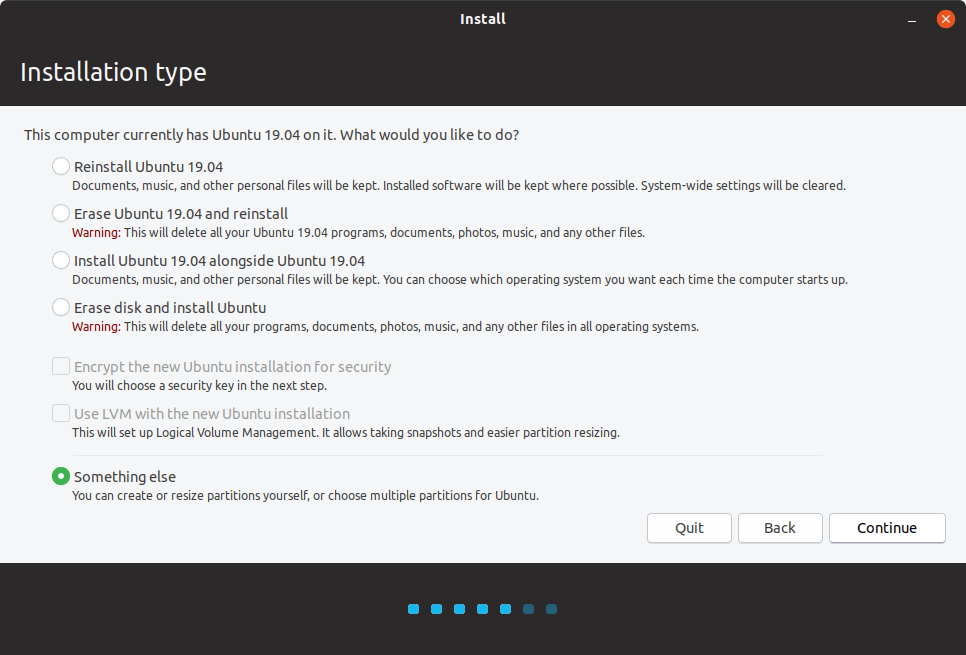 Install
Installation type
This computer currently has Ubuntu 19.04 on it. What would you like to do?
Reinstall Ubuntu 19.04
Documents, music, and other personal files will be kept. Installed software will be kept where possible. System-wide settings will be cleared.
Erase Ubuntu 19.04 and reinstall
Warning: This will delete all your Ubuntu 19.04 programs, documents, photos, music, and any other files.
Install Ubuntu 19.04 alongside Ubuntu 19.04
Documents, music, and other personal files will be kept. You can choose which operating system you want each time the computer starts up.
Erase disk and install Ubuntu
Warning: This will delete all your programs, documents, photos, music, and any other files in all operating systems.
Encrypt the new Ubuntu installation for security
You will choose a security key in the next step.
Use LVM with the new Ubuntu installation
This will set up Logical Volume Management. It allows taking snapshots and easier partition resizing.
Something else
You can create or resize partitions yourself, or choose multiple partitions for Ubuntu.
Quit Back Continue